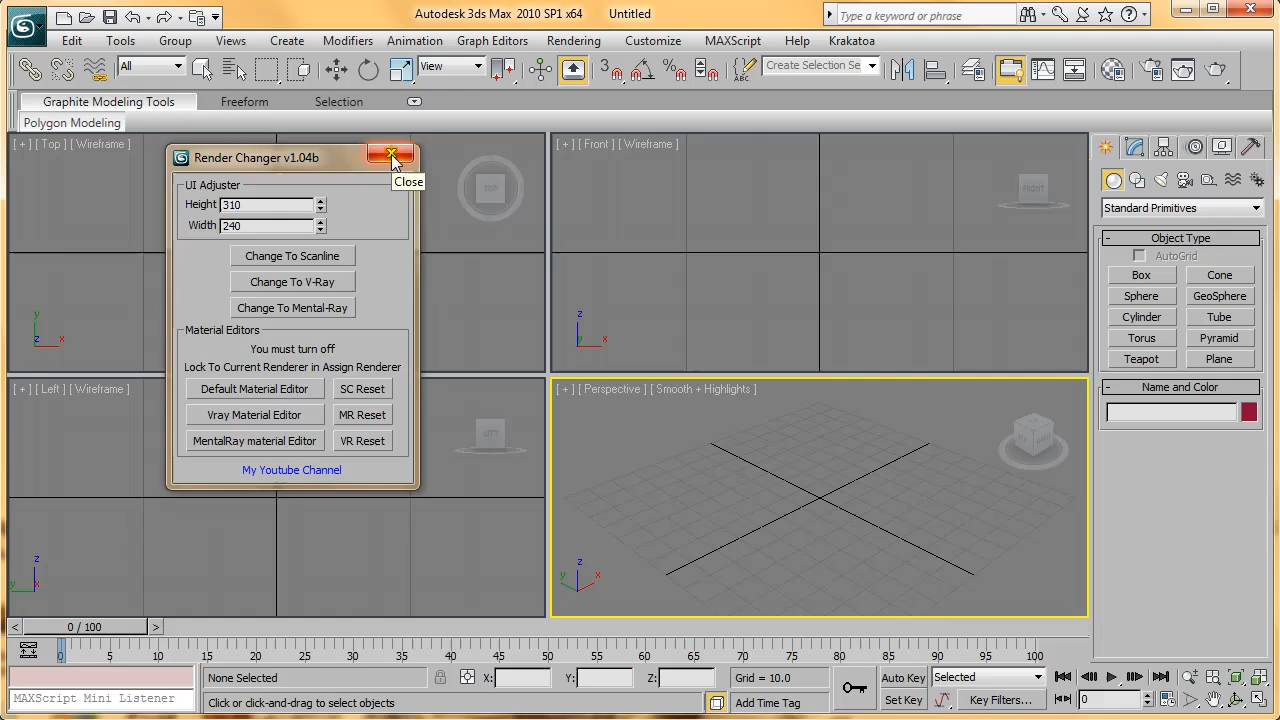 Autodesk 3ds Max 2010 SP1 x64 Untitled
Type a keyword or phrase
Edit Tools Group Views Create Modifiers Animation Graph Editors Rendering Customize MAXScript Help Krakatoa
All View Create Selection Se
Graphite Modeling Tools Freeform Selection
Polygon Modeling
[ + ] [ Top ] [ Wireframe ]
TOP
[ + ] [ Front ] [ Wireframe ]
FRONT
Render Changer v1.04b
Close
UI Adjuster
Height 310
Width 240
Change To Scanline
Change To V-Ray
Change To Mental-Ray
Material Editors
You must turn off
Lock To Current Renderer in Assign Renderer
Default Material Editor SC Reset
Vray Material Editor MR Reset
MentalRay material Editor VR Reset
My Youtube Channel
y
z x
z
x
[ + ] [ Left ] [ Wireframe ]
LEFT
z
y
[ + ] [ Perspective ] [ Smooth + Highlights ]
z
y x
Standard Primitives
- Object Type
AutoGrid
Box Cone
Sphere GeoSphere
Cylinder Tube
Torus Pyramid
Teapot Plane
- Name and Color
< 0 / 100 >
0 5 10 15 20 25 30 35 40 45 50 55 60 65 70 75 80 85 90 95 100
None Selected X: Y: Z: Grid = 10.0 Auto Key Selected
MAXScript Mini Listener Click or click-and-drag to select objects Add Time Tag Set Key Key Filters... 0